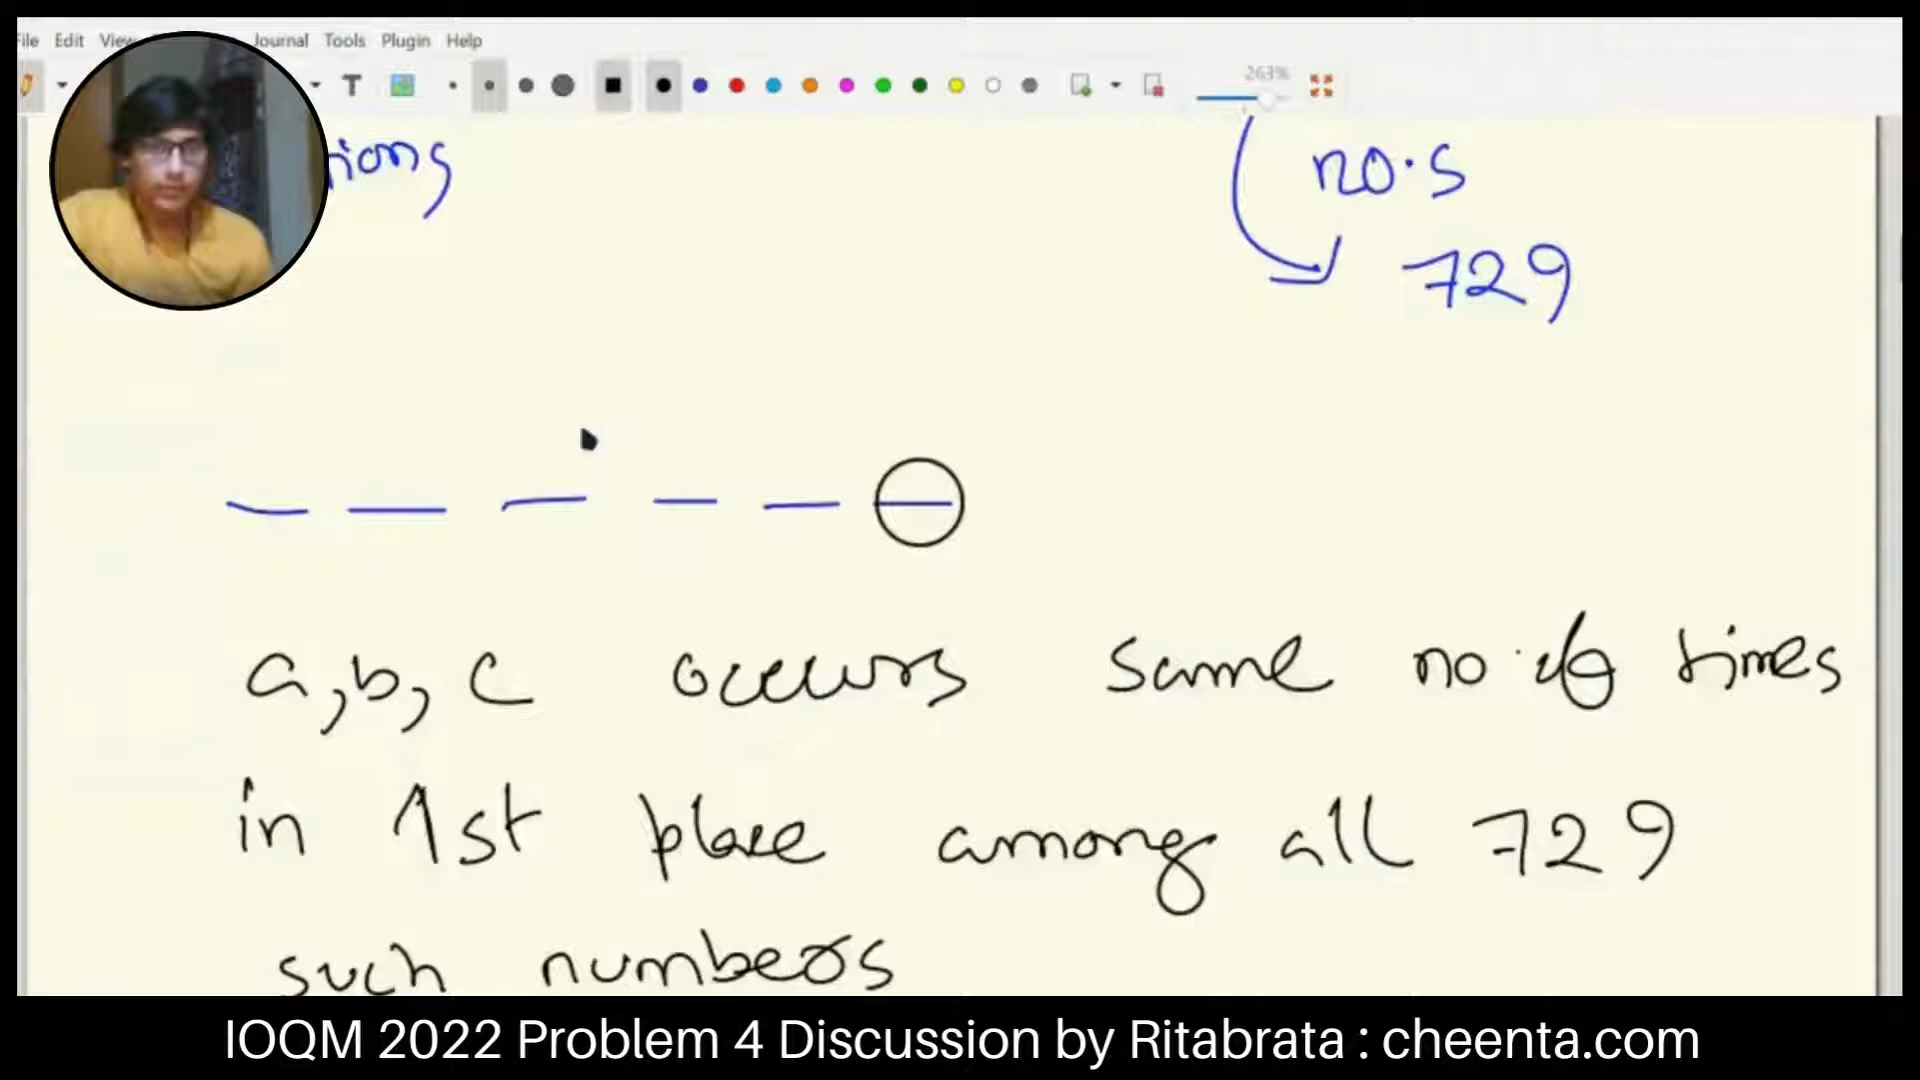 File Edit View Journal Tools Plugin Help
263%
tions
no.s
729
a, b, c occurs same no. of times
in 1st place among all 729
such numbers
IOQM 2022 Problem 4 Discussion by Ritabrata : cheenta.com